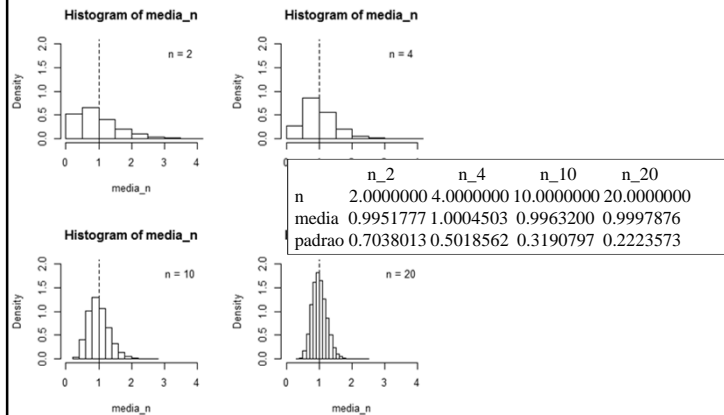 Histogram of media_n
Density
2.0
1.5
1.0
0.5
0.0
n = 2
0 1 2 3 4
media_n
Histogram of media_n
Density
2.0
1.5
1.0
0.5
0.0
n = 4
0
4
n_2 n_4 n_10 n_20
n 2.0000000 4.0000000 10.0000000 20.0000000
media 0.9951777 1.0004503 0.9963200 0.9997876
padrao 0.7038013 0.5018562 0.3190797 0.2223573
Histogram of media_n
Density
2.0
1.5
1.0
0.5
0.0
n = 10
0 1 2 3 4
media_n
Density
2.0
1.5
1.0
0.5
0.0
n = 20
0 1 2 3 4
media_n